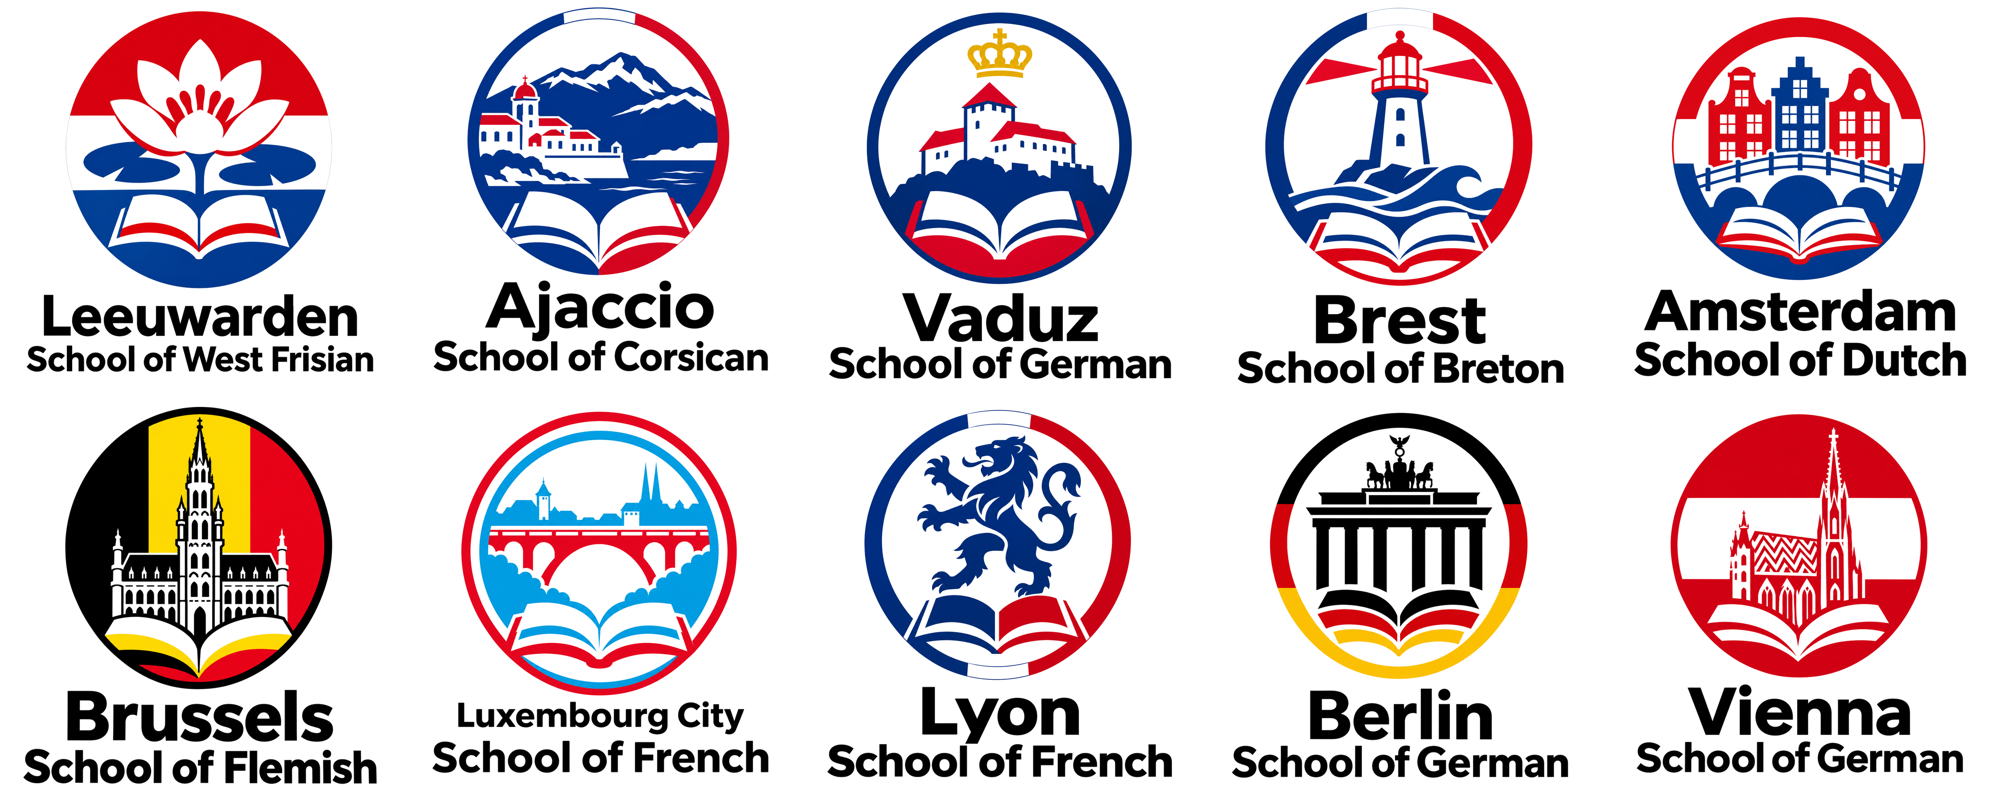 Leeuwarden
School of West Frisian
Ajaccio
School of Corsican
Vaduz
School of German
Brest
School of Breton
Amsterdam
School of Dutch
Brussels
School of Flemish
Luxembourg City
School of French
Lyon
School of French
Berlin
School of German
Vienna
School of German